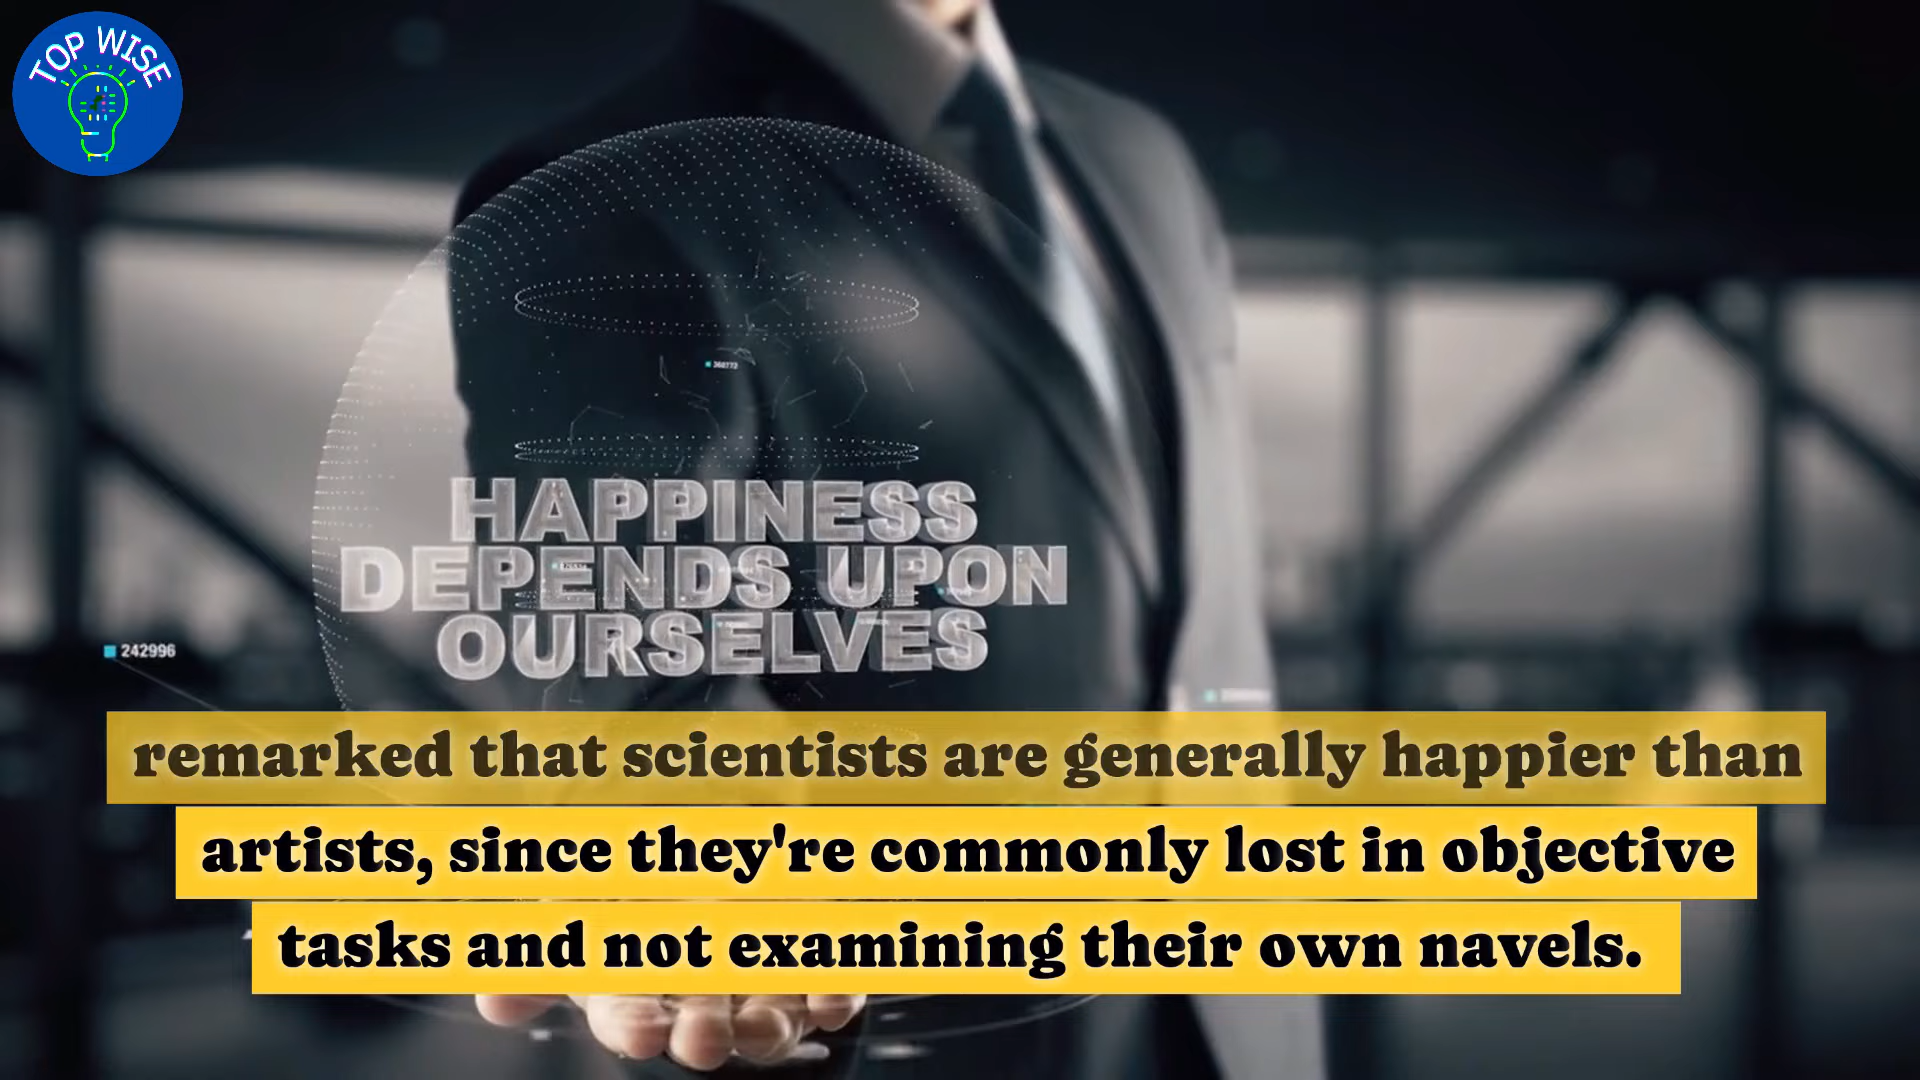 TOP WISE
360772
HAPPINESS
DEPENDS UPON
OURSELVES
242996
remarked that scientists are generally happier than
artists, since they're commonly lost in objective
tasks and not examining their own navels.